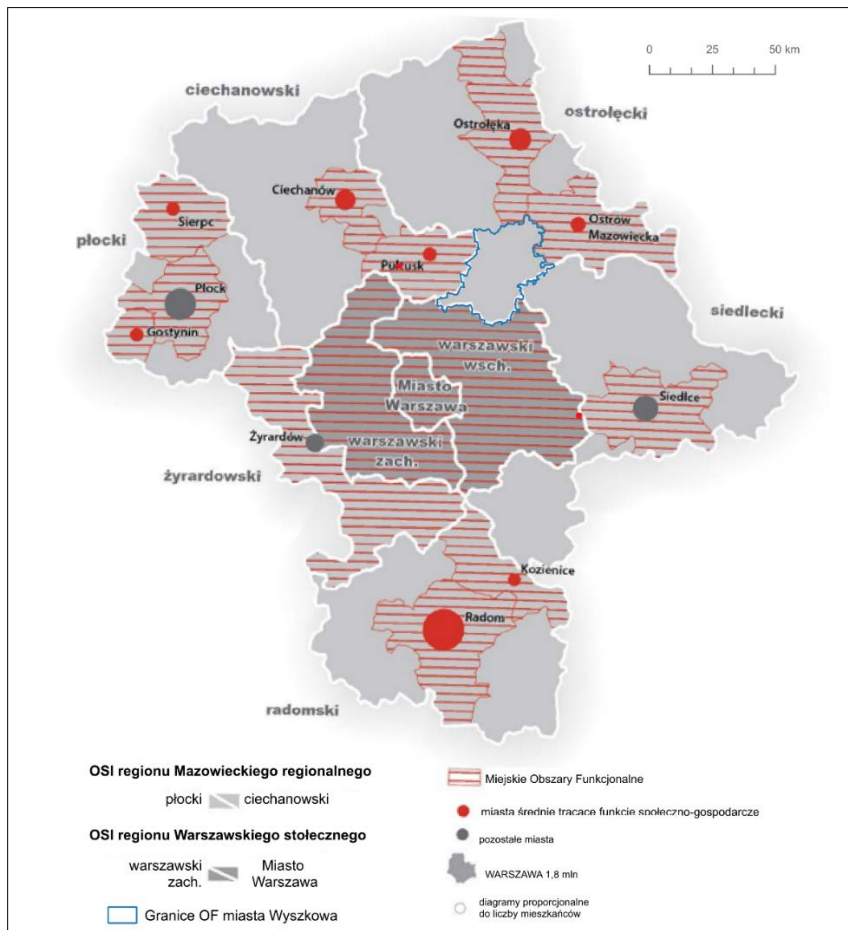 0 25 50 km
ciechanowski
ostrołęcki
Ostrołęka
Ciechanów
Sierpc
Ostrów
Mazowiecka
płocki
Pułtusk
Płock
siedlecki
Gostynin
warszawski
wsch.
Miasto
Warszawa
Siedlce
Żyrardów
warszawski
zach.
żyrardowski
Kozienice
Radom
radomski
OSI regionu Mazowieckiego regionalnego
płocki ciechanowski
OSI regionu Warszawskiego stołecznego
warszawski
zach.
Miasto
Warszawa
Granice OF miasta Wyszkowa
Miejskie Obszary Funkcjonalne
miasta średnie tracące funkcje społeczno-gospodarcze
pozostałe miasta
WARSZAWA 1,8 mln
diagramy proporcjonalne
do liczby mieszkańców